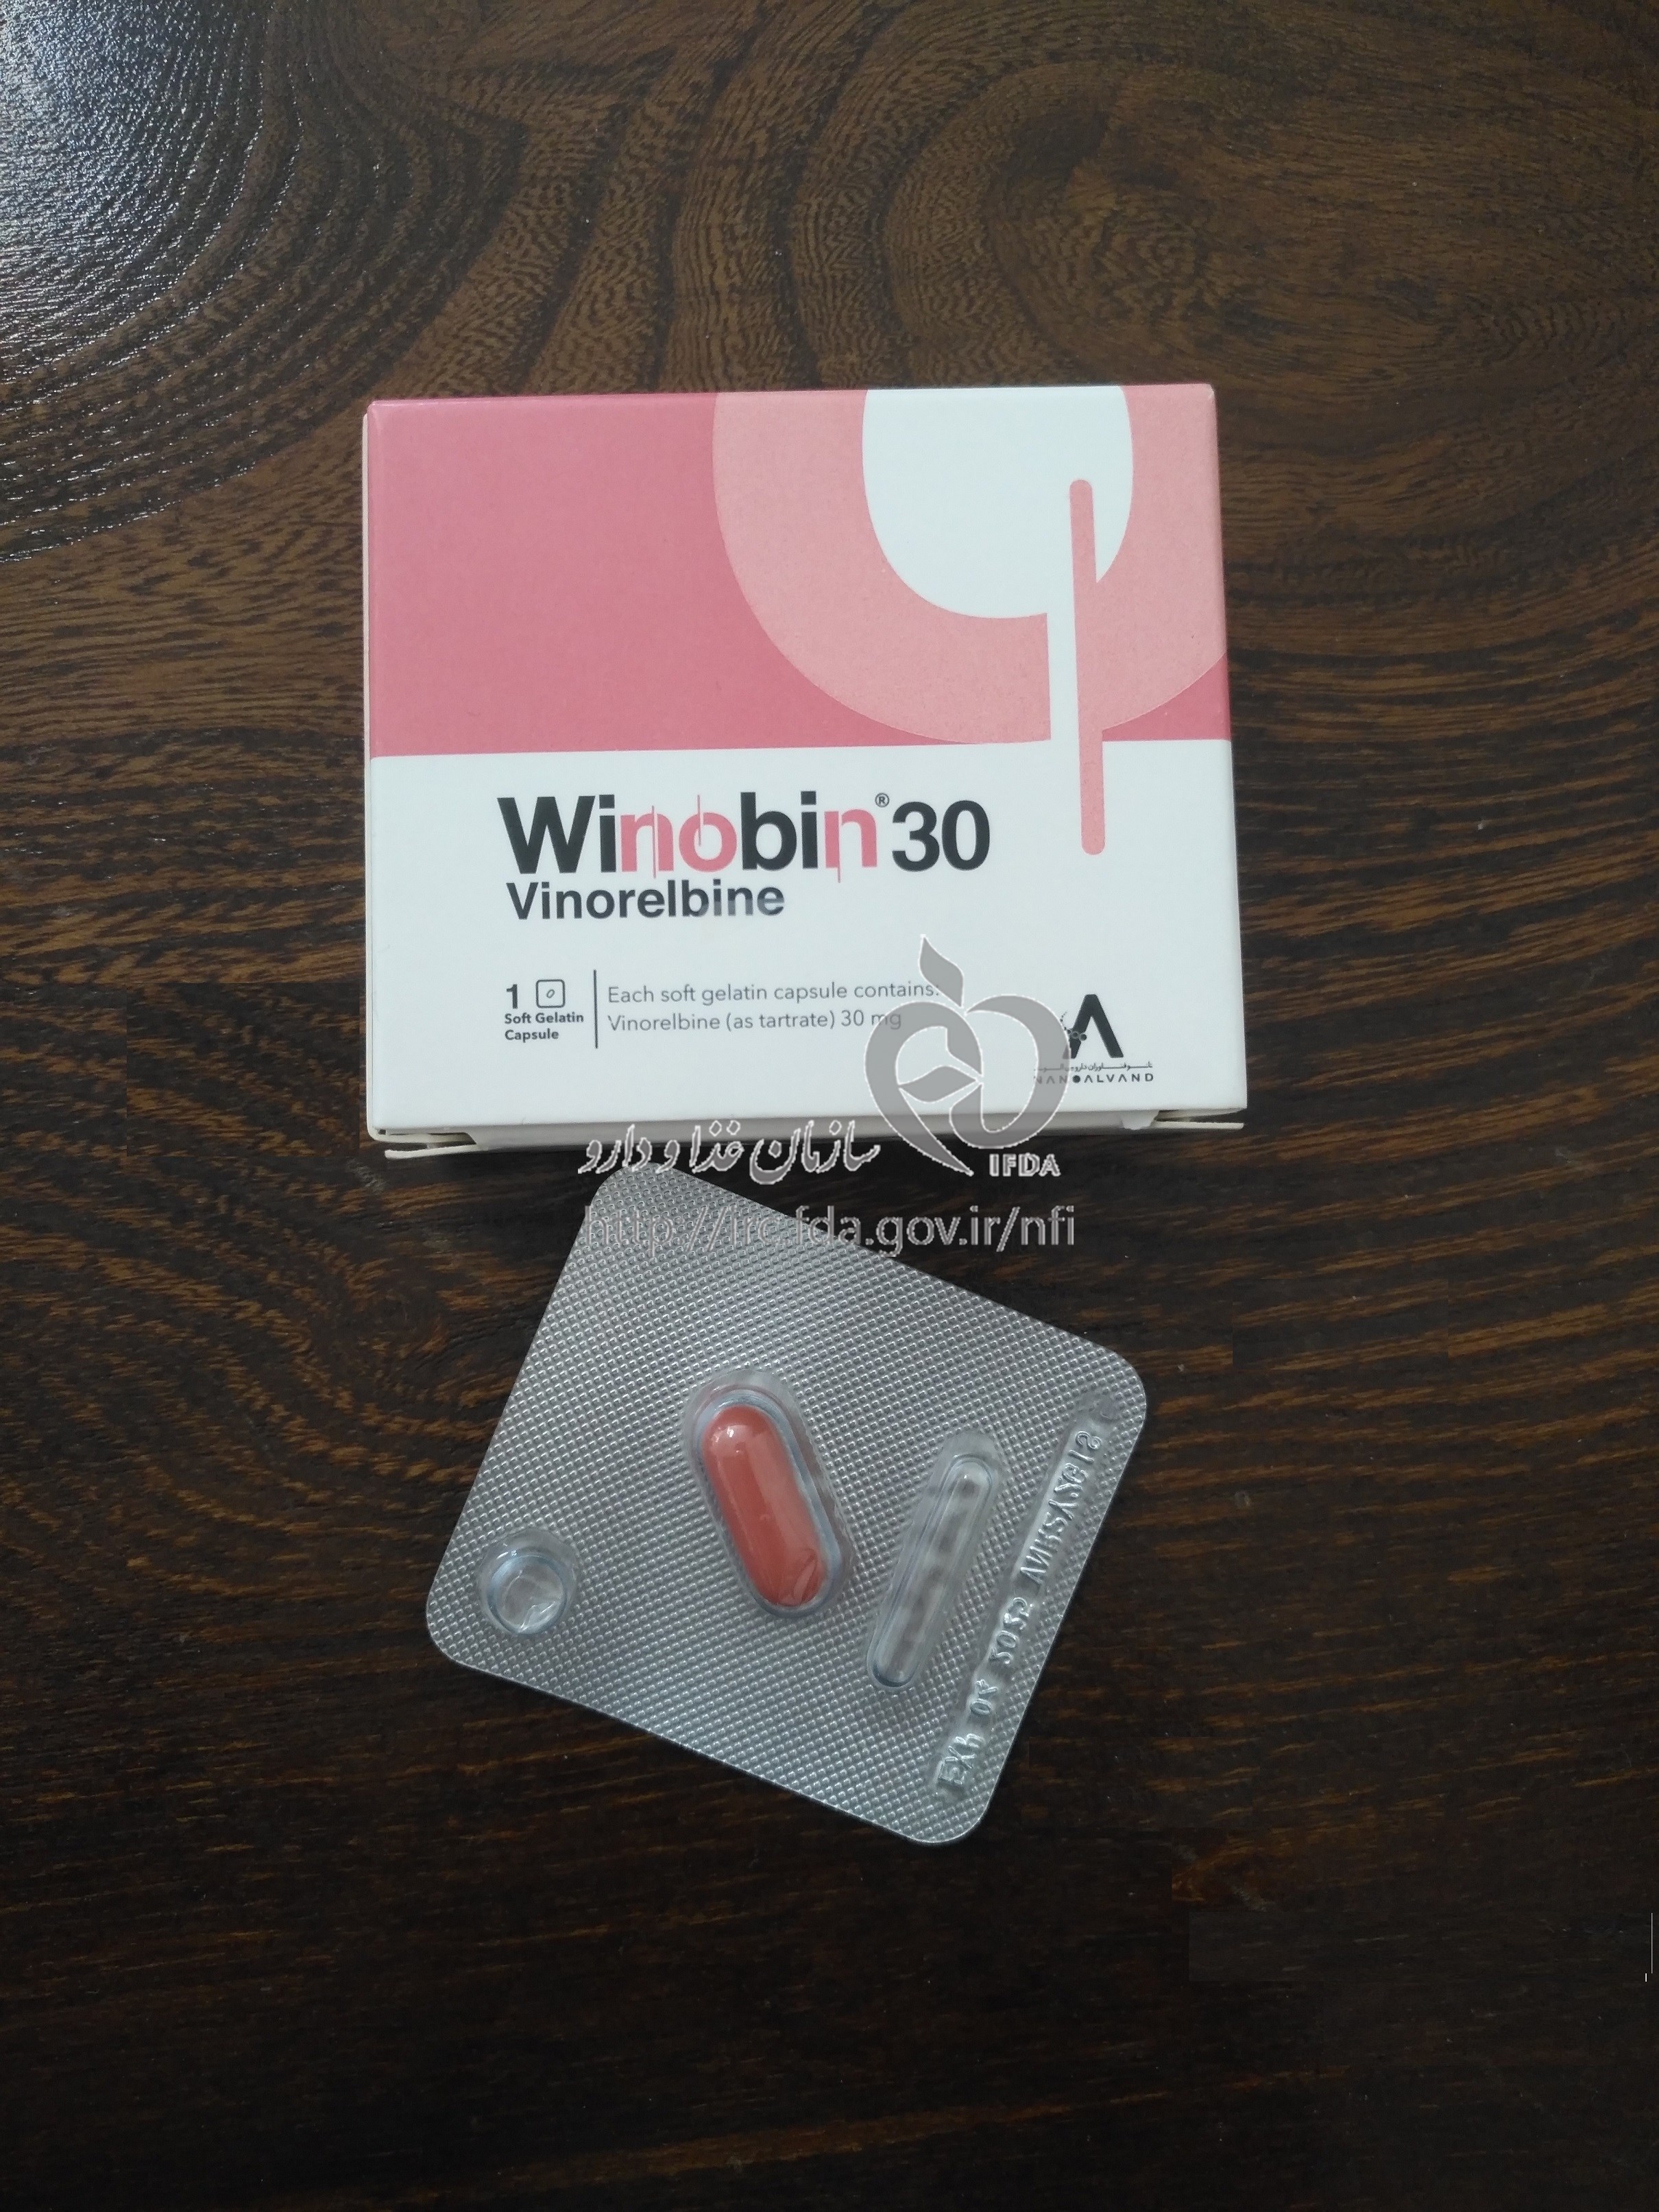 Winobin® 30
Vinorelbine
1
Soft Gelatin
Capsule
Each soft gelatin capsule contains:
Vinorelbine (as tartrate) 30 mg
NANOALVAND
سازمان غذا و دارو
IFDA
http://irc.fda.gov.ir/nfi